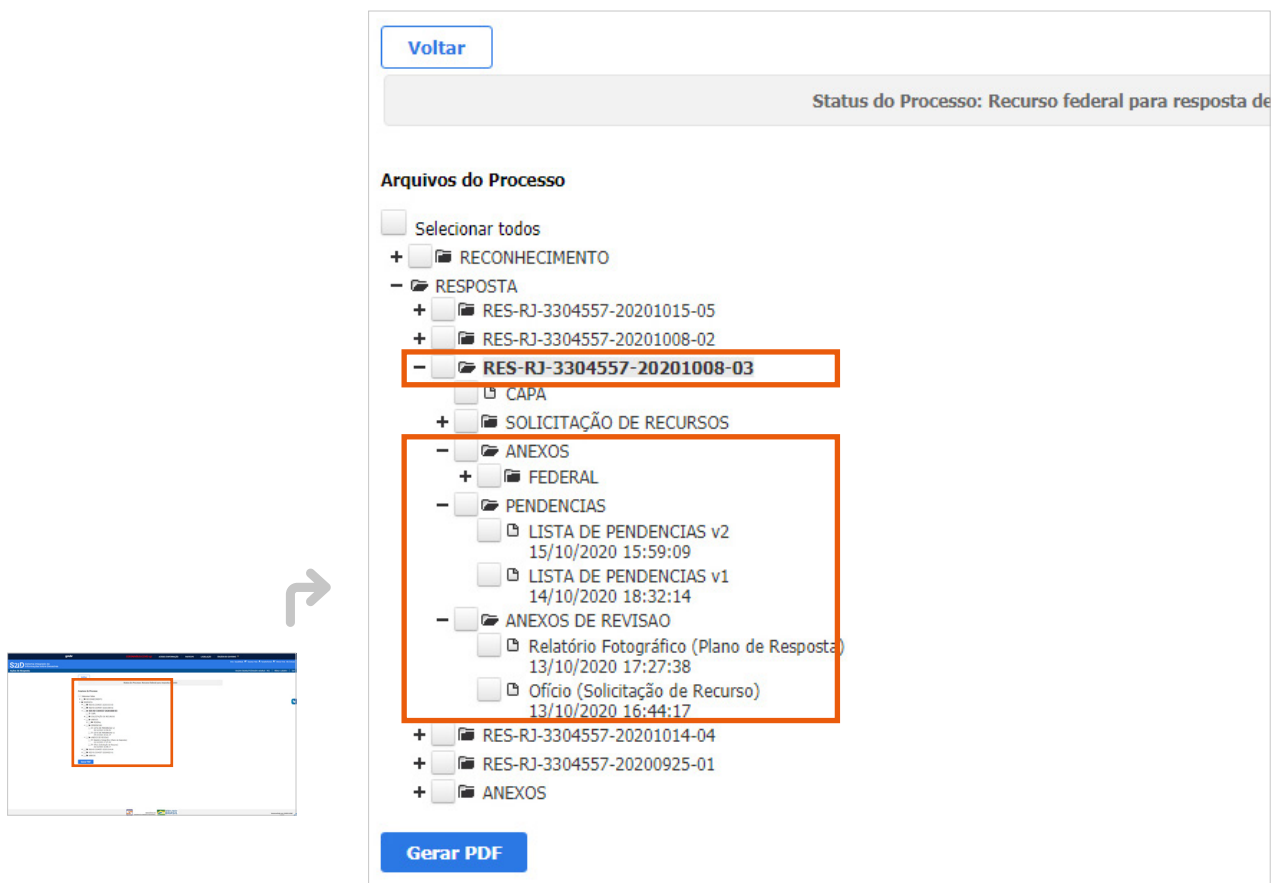 Voltar
Status do Processo: Recurso federal para resposta de
Arquivos do Processo
Selecionar todos
+ RECONHECIMENTO
− RESPOSTA
+ RES-RJ-3304557-20201015-05
+ RES-RJ-3304557-20201008-02
− RES-RJ-3304557-20201008-03
CAPA
+ SOLICITAÇÃO DE RECURSOS
− ANEXOS
+ FEDERAL
− PENDENCIAS
LISTA DE PENDENCIAS v2
15/10/2020 15:59:09
LISTA DE PENDENCIAS v1
14/10/2020 18:32:14
− ANEXOS DE REVISAO
Relatório Fotográfico (Plano de Resposta)
13/10/2020 17:27:38
Ofício (Solicitação de Recurso)
13/10/2020 16:44:17
+ RES-RJ-3304557-20201014-04
+ RES-RJ-3304557-20200925-01
+ ANEXOS
Gerar PDF
S2ID